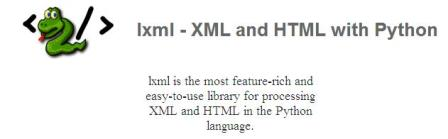 lxml - XML and HTML with Python
lxml is the most feature-rich and
easy-to-use library for processing
XML and HTML in the Python
language.